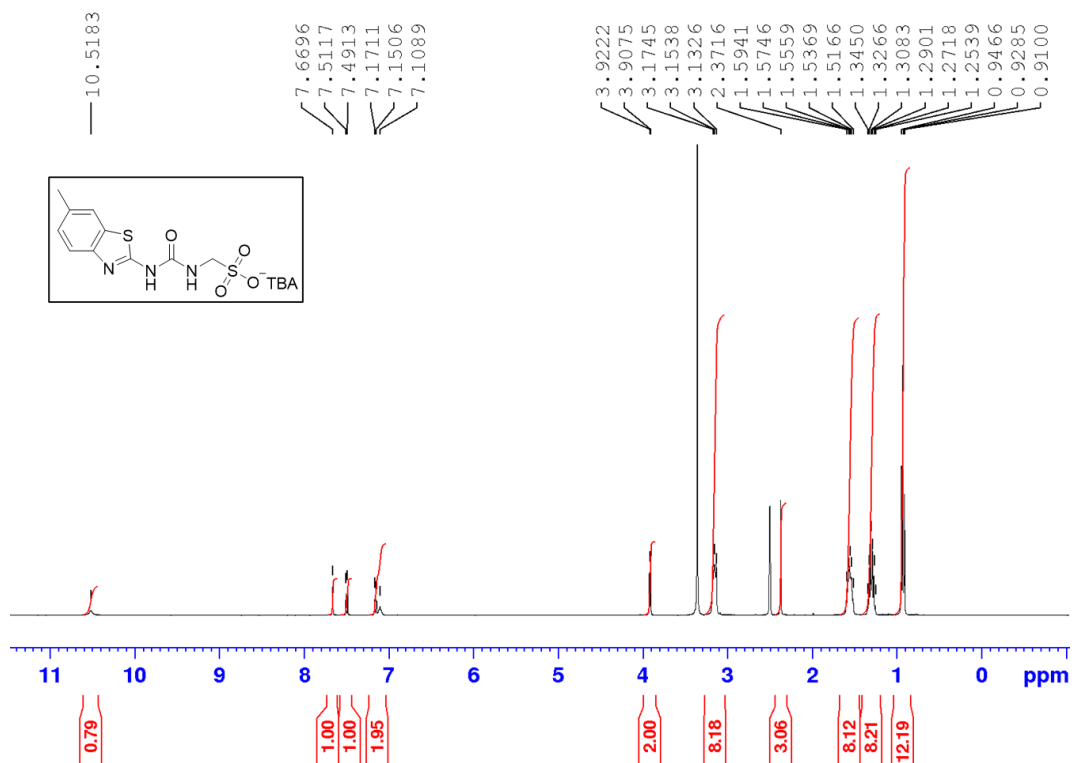 10.5183
7.6696
7.5117
7.4913
7.1711
7.1506
7.1089
3.9222
3.9075
3.1745
3.1538
3.1326
2.3716
1.5941
1.5746
1.5559
1.5369
1.5166
1.3450
1.3266
1.3083
1.2901
1.2718
1.2539
0.9466
0.9285
0.9100
S
O
O
N
N
H
N
H
S
O
O⁻
TBA
11 10 9 8 7 6 5 4 3 2 1 0 ppm
0.79
1.00
1.00
1.95
2.00
8.18
3.06
8.12
8.21
12.19